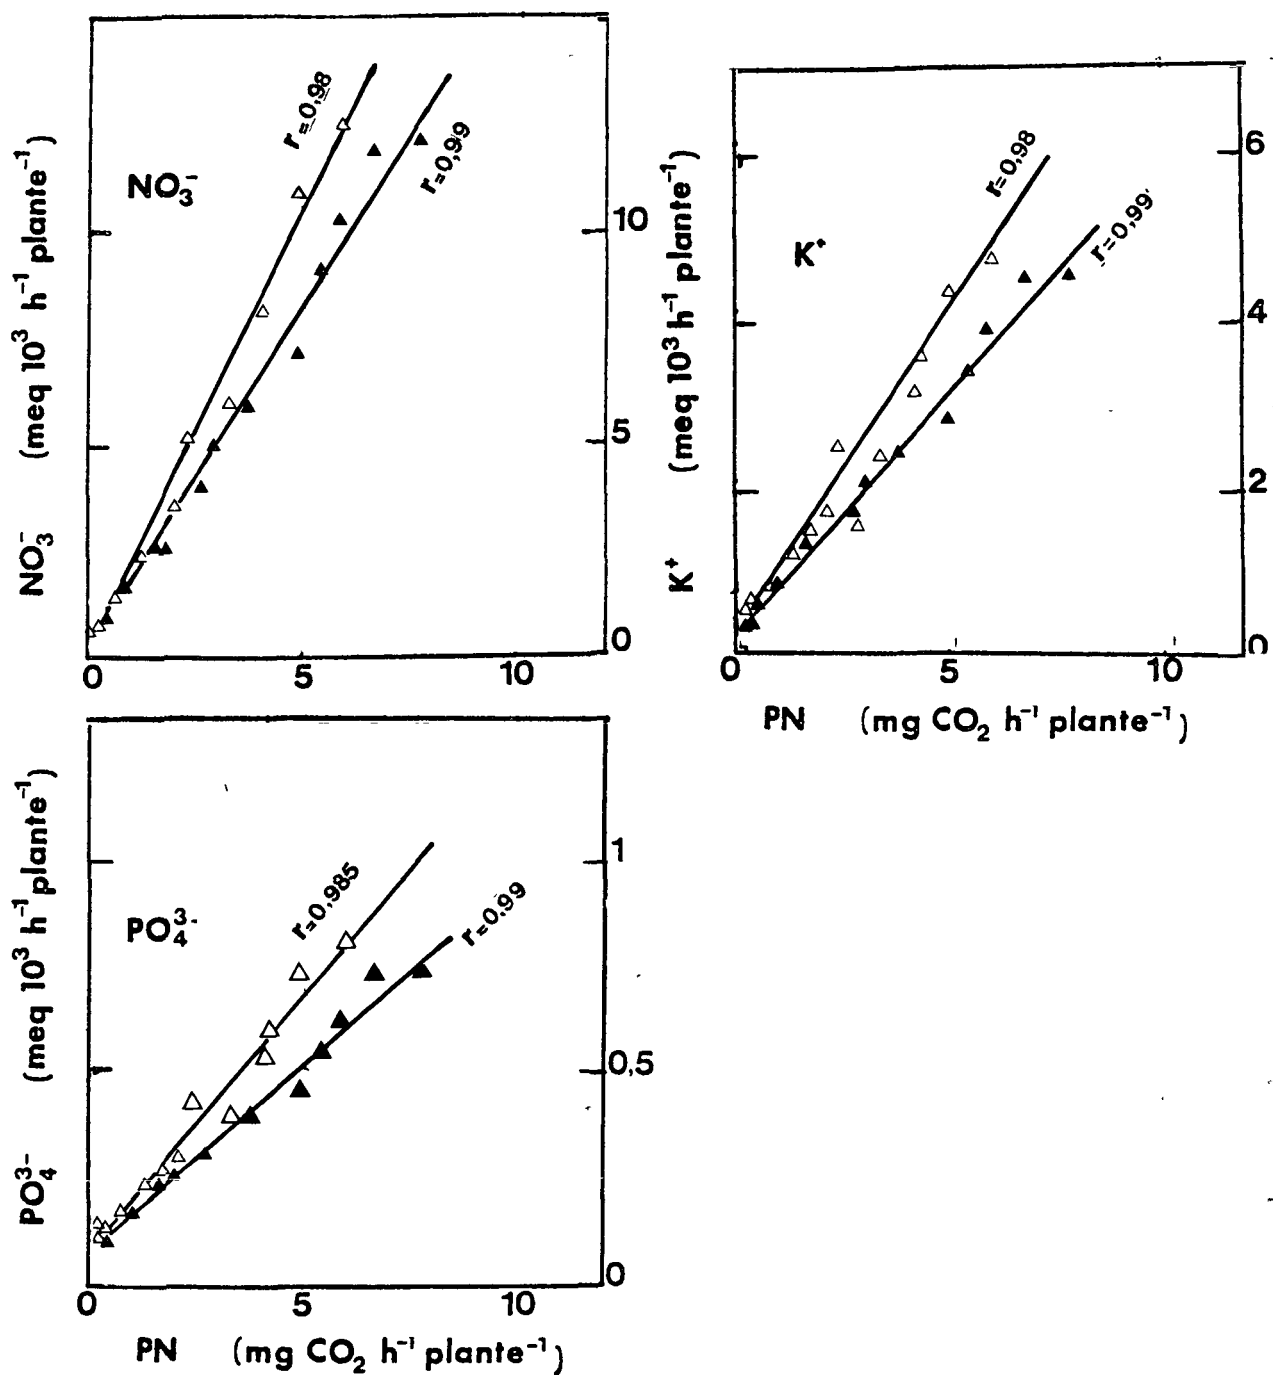 NO₃⁻ (meq 10³ h⁻¹ plante⁻¹)
NO₃⁻
r=0,98
r=0,99
10
5
0
0 5 10
K⁺ (meq 10³ h⁻¹ plante⁻¹)
K⁺
r=0,98
r=0,99
6
4
2
0
0 5 10
PN (mg CO₂ h⁻¹ plante⁻¹)
PO₄³⁻ (meq 10³ h⁻¹ plante⁻¹)
PO₄³⁻
r=0,985
r=0,99
1
0,5
0
0 5 10
PN (mg CO₂ h⁻¹ plante⁻¹)